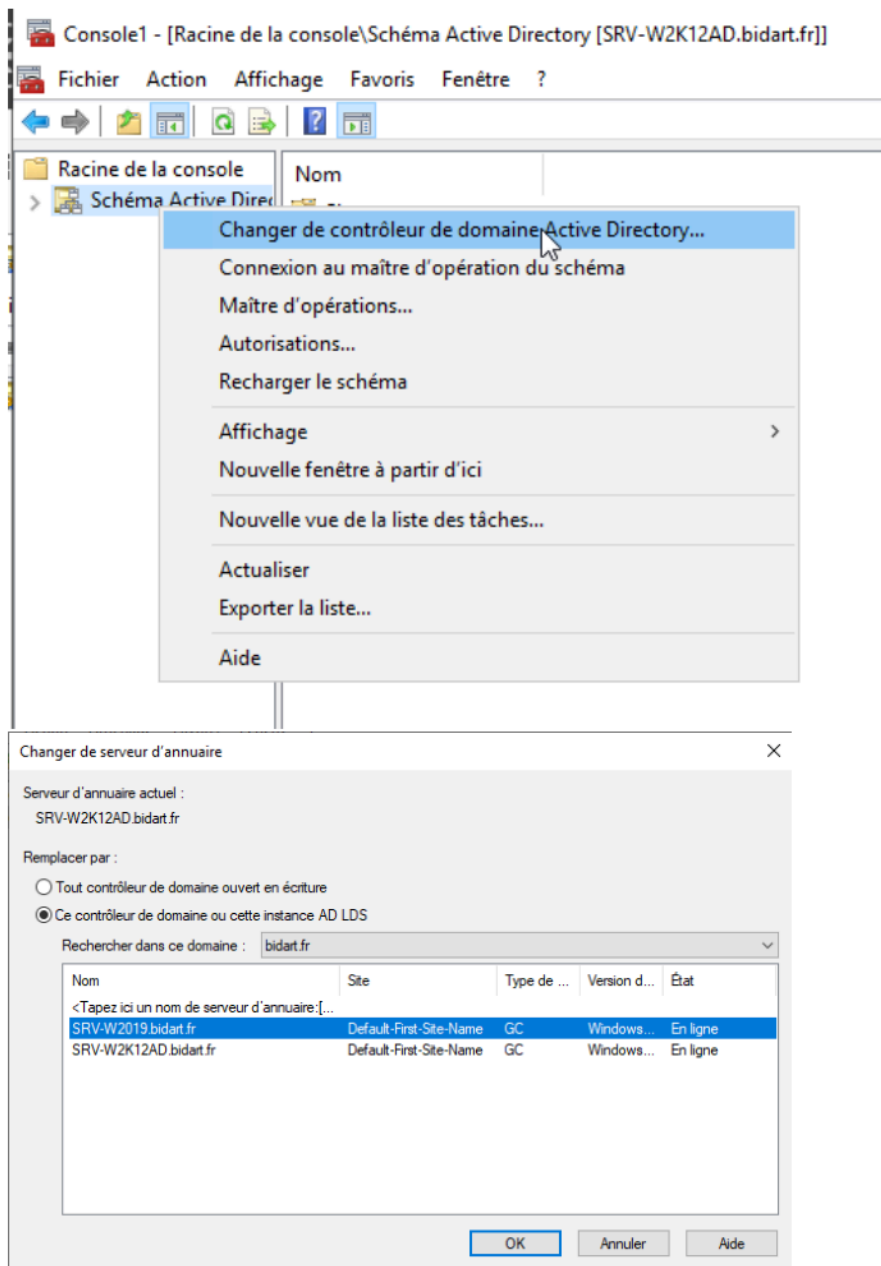 Console1 - [Racine de la console\Schéma Active Directory [SRV-W2K12AD.bidart.fr]]
Fichier Action Affichage Favoris Fenêtre ?
Racine de la console
Nom
Schéma Active Direc
Changer de contrôleur de domaine Active Directory...
Connexion au maître d'opération du schéma
Maître d'opérations...
Autorisations...
Recharger le schéma
Affichage
Nouvelle fenêtre à partir d'ici
Nouvelle vue de la liste des tâches...
Actualiser
Exporter la liste...
Aide
Changer de serveur d'annuaire
Serveur d'annuaire actuel :
SRV-W2K12AD.bidart.fr
Remplacer par :
Tout contrôleur de domaine ouvert en écriture
Ce contrôleur de domaine ou cette instance AD LDS
Rechercher dans ce domaine : bidart.fr
Nom Site Type de ... Version d... État
<Tapez ici un nom de serveur d'annuaire:[...
SRV-W2019.bidart.fr Default-First-Site-Name GC Windows... En ligne
SRV-W2K12AD.bidart.fr Default-First-Site-Name GC Windows... En ligne
OK Annuler Aide